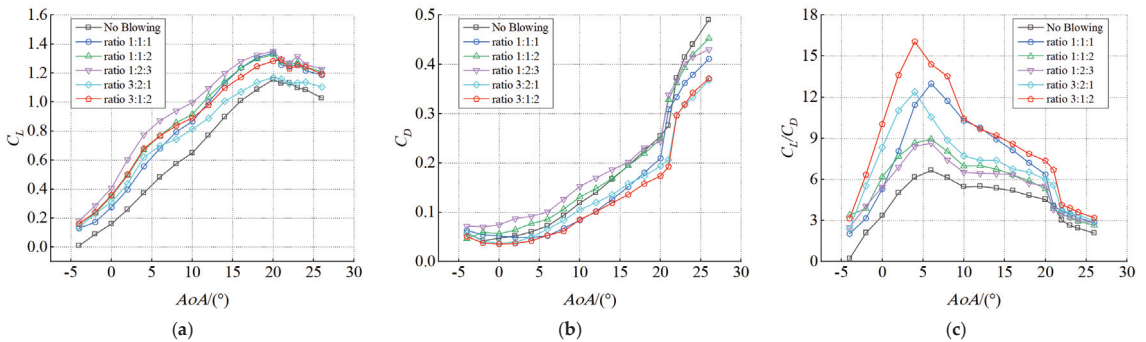 1.6
1.4
1.2
1.0
0.8
0.6
0.4
0.2
0.0
C_L
No Blowing
ratio 1:1:1
ratio 1:1:2
ratio 1:2:3
ratio 3:2:1
ratio 3:1:2
-5 0 5 10 15 20 25 30
AoA/(°)
(a)
0.5
0.4
0.3
0.2
0.1
0.0
C_D
No Blowing
ratio 1:1:1
ratio 1:1:2
ratio 1:2:3
ratio 3:2:1
ratio 3:1:2
-5 0 5 10 15 20 25 30
AoA/(°)
(b)
18
15
12
9
6
3
0
C_L/C_D
No Blowing
ratio 1:1:1
ratio 1:1:2
ratio 1:2:3
ratio 3:2:1
ratio 3:1:2
-5 0 5 10 15 20 25 30
AoA/(°)
(c)